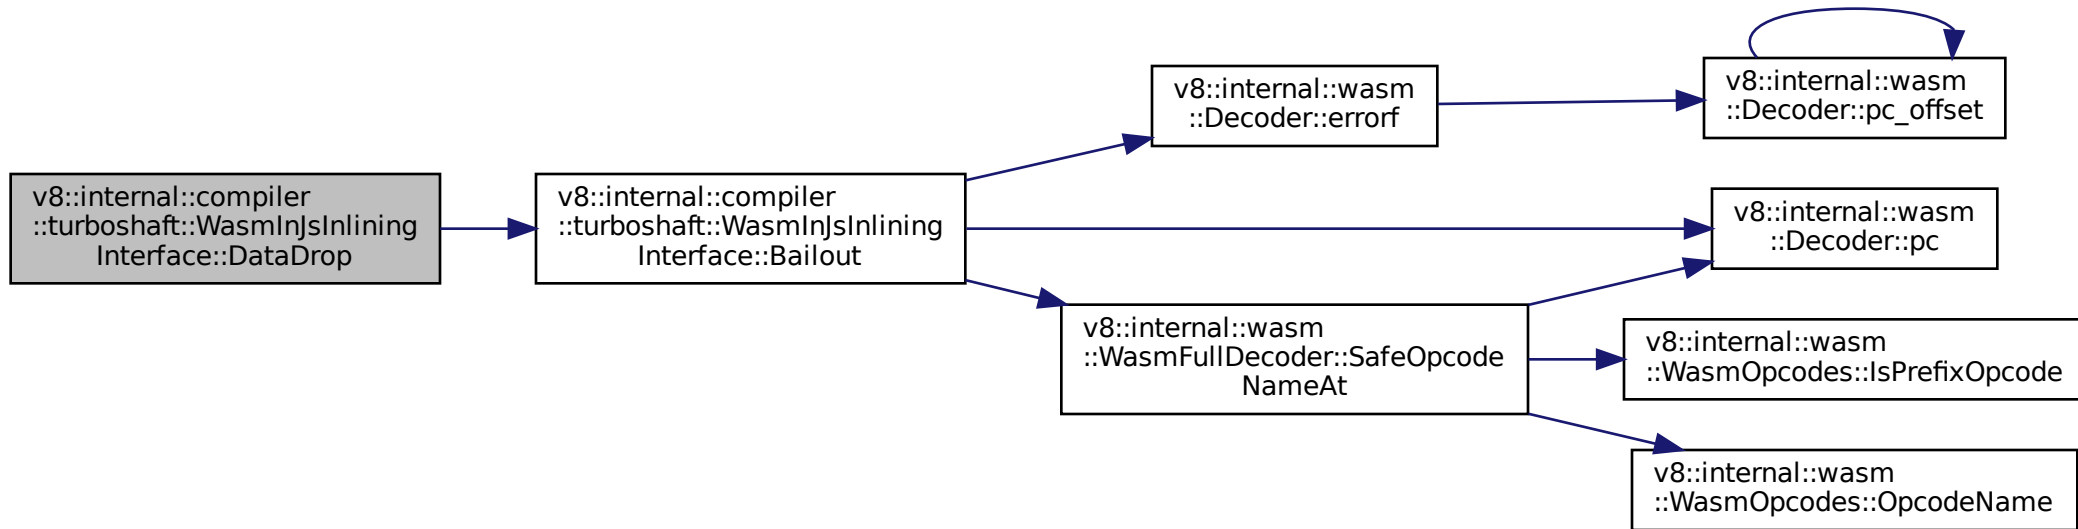 v8::internal::compiler
::turboshaft::WasmInJsInlining
Interface::DataDrop
v8::internal::compiler
::turboshaft::WasmInJsInlining
Interface::Bailout
v8::internal::wasm
::Decoder::errorf
v8::internal::wasm
::Decoder::pc_offset
v8::internal::wasm
::Decoder::pc
v8::internal::wasm
::WasmFullDecoder::SafeOpcode
NameAt
v8::internal::wasm
::WasmOpcodes::IsPrefixOpcode
v8::internal::wasm
::WasmOpcodes::OpcodeName